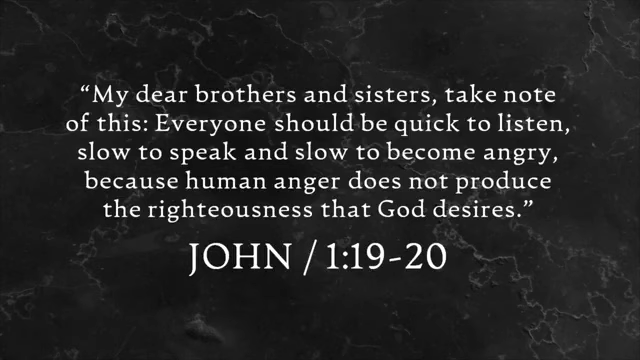 “My dear brothers and sisters, take note
of this: Everyone should be quick to listen,
slow to speak and slow to become angry,
because human anger does not produce
the righteousness that God desires.”
JOHN / 1:19-20